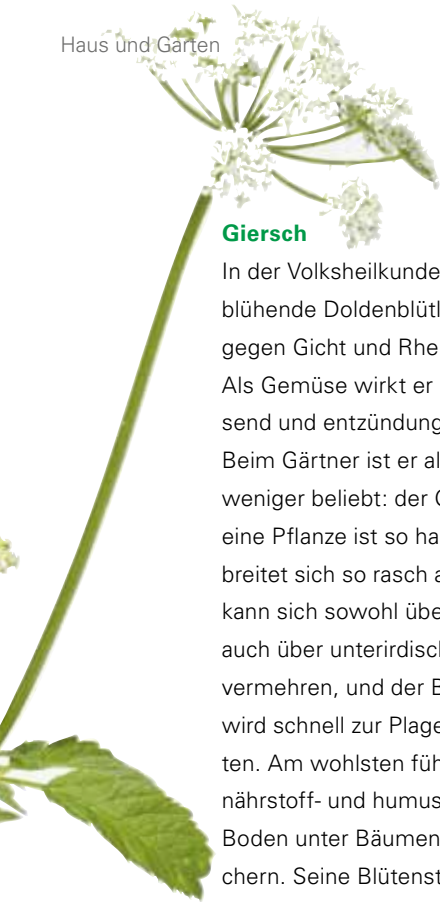 Haus und Garten
Giersch
In der Volksheilkunde
blühende Doldenblütl
gegen Gicht und Rhe
Als Gemüse wirkt er
send und entzündung
Beim Gärtner ist er al
weniger beliebt: der
eine Pflanze ist so ha
breitet sich so rasch a
kann sich sowohl übe
auch über unterirdisch
vermehren, und der B
wird schnell zur Plage
ten. Am wohlsten füh
nährstoff- und humus
Boden unter Bäumen
chern. Seine Blütenst